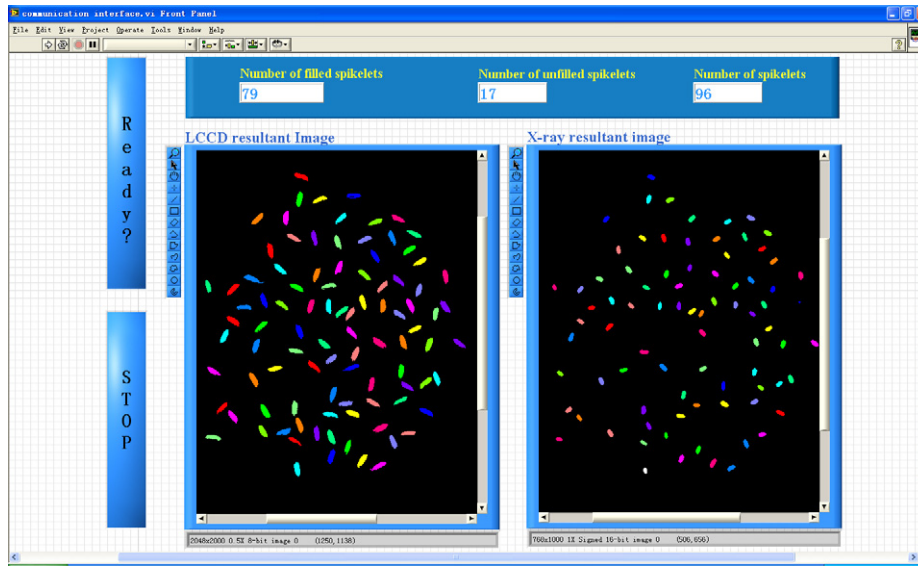 communication interface.vi Front Panel
File Edit View Project Operate Tools Window Help
Number of filled spikelets Number of unfilled spikelets Number of spikelets
79 17 96
LCCD resultant Image X-ray resultant image
Ready?
STOP
2048x2000 0.5X 8-bit image 0 (1250,1138)
768x1000 1X Signed 16-bit image 0 (506,656)